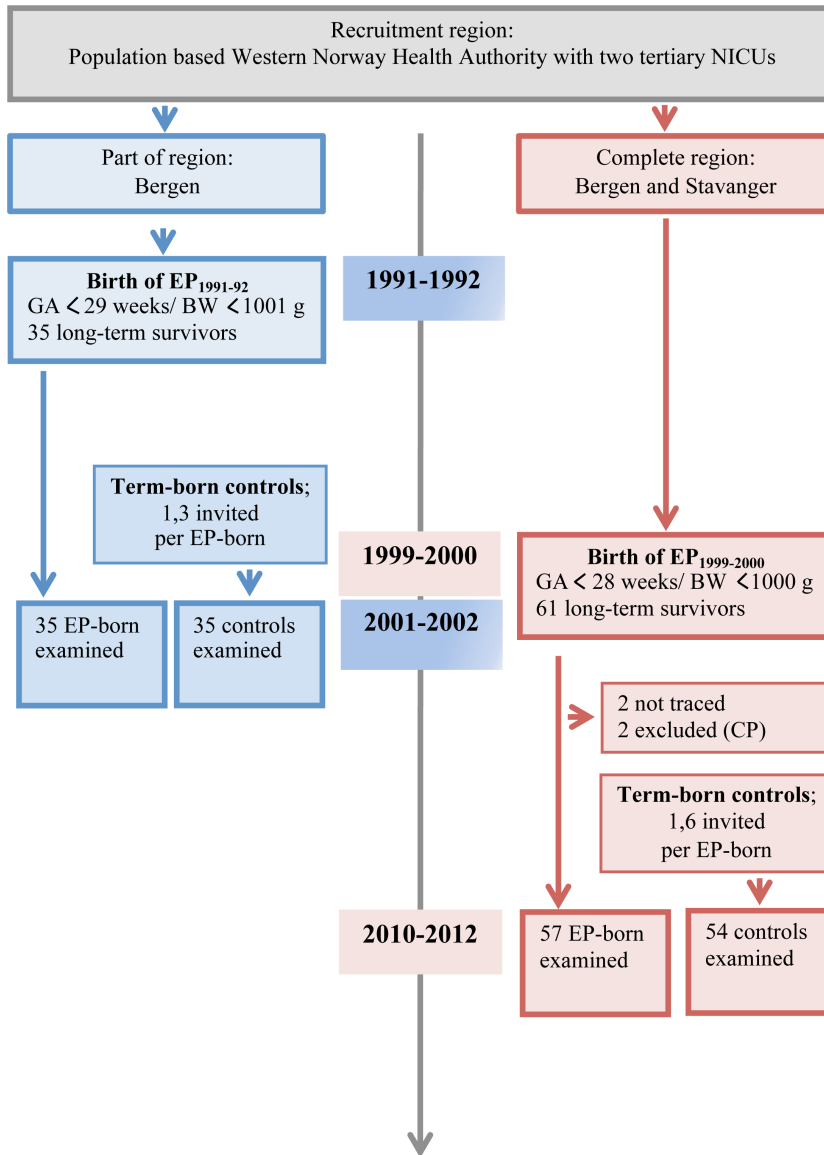 Recruitment region:
Population based Western Norway Health Authority with two tertiary NICUs
Part of region:
Bergen
Complete region:
Bergen and Stavanger
Birth of EP1991-92
GA < 29 weeks/ BW < 1001 g
35 long-term survivors
1991-1992
Term-born controls;
1,3 invited
per EP-born
1999-2000
Birth of EP1999-2000
GA < 28 weeks/ BW < 1000 g
61 long-term survivors
35 EP-born
examined
35 controls
examined
2001-2002
2 not traced
2 excluded (CP)
Term-born controls;
1,6 invited
per EP-born
2010-2012
57 EP-born
examined
54 controls
examined